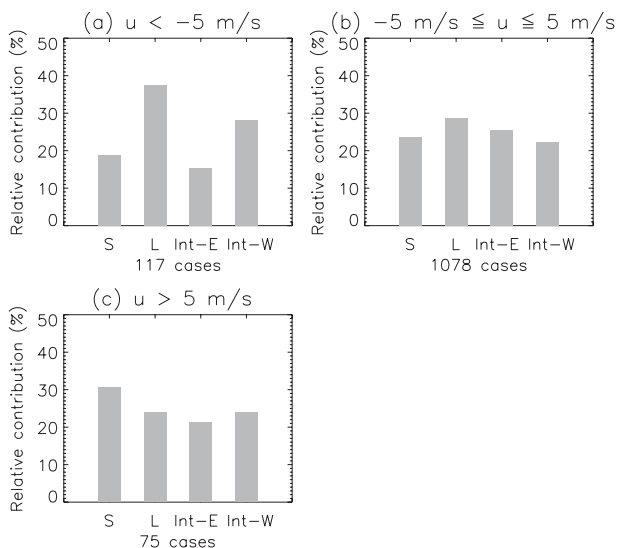 (a) u < -5 m/s
Relative contribution (%)
50
40
30
20
10
0
S L Int-E Int-W
117 cases
(b) -5 m/s ≦ u ≦ 5 m/s
Relative contribution (%)
50
40
30
20
10
0
S L Int-E Int-W
1078 cases
(c) u > 5 m/s
Relative contribution (%)
50
40
30
20
10
0
S L Int-E Int-W
75 cases